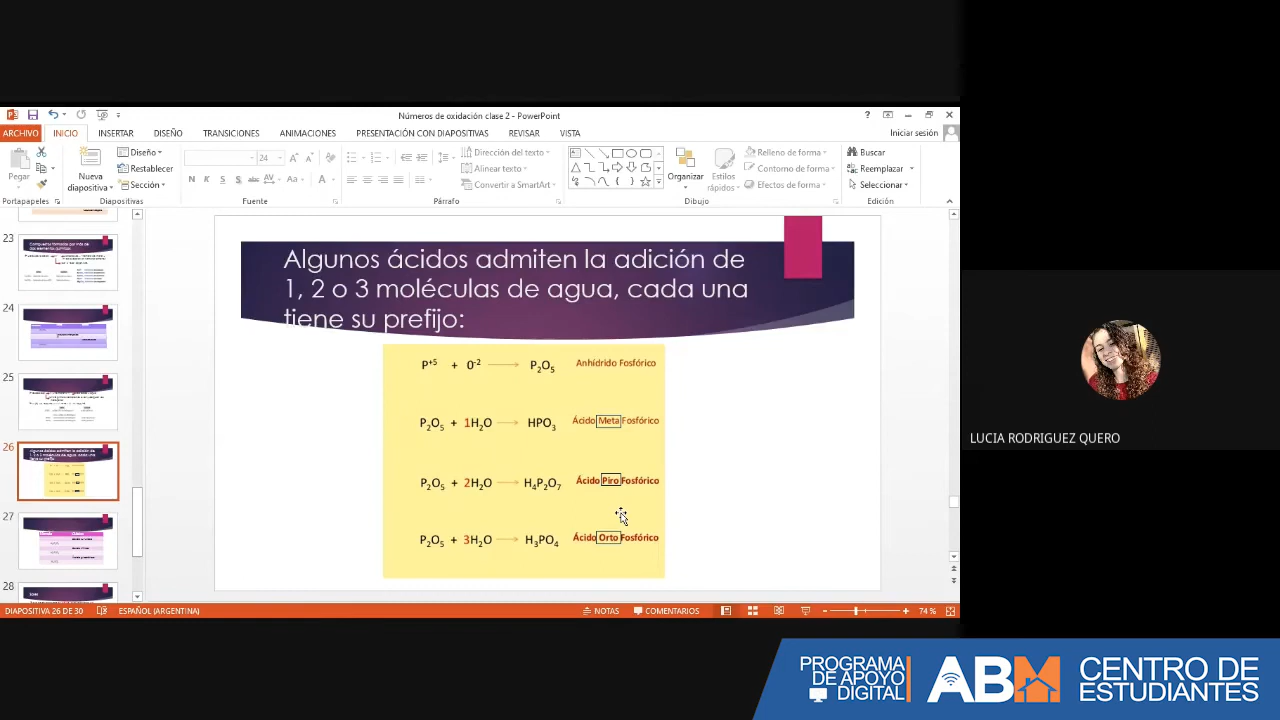 Números de oxidación clase 2 - PowerPoint
ARCHIVO INICIO INSERTAR DISEÑO TRANSICIONES ANIMACIONES PRESENTACIÓN CON DIAPOSITIVAS REVISAR VISTA Iniciar sesión
Pegar
Nueva
diapositiva
Diseño
Restablecer
Sección
24
N K S S abc AV Aa A
Dirección del texto
Alinear texto
Convertir a SmartArt
Organizar
Estilos
rápidos
Relleno de forma
Contorno de forma
Efectos de forma
Buscar
Reemplazar
Seleccionar
Portapapeles Diapositivas Fuente Párrafo Dibujo Edición
23
24
25
26
27
28
Algunos ácidos admiten la adición de
1, 2 o 3 moléculas de agua, cada una
tiene su prefijo:
P+5 + O-2 → P2O5 Anhídrido Fosfórico
P2O5 + 1H2O → HPO3 Ácido Meta Fosfórico
P2O5 + 2H2O → H4P2O7 Ácido Piro Fosfórico
P2O5 + 3H2O → H3PO4 Ácido Orto Fosfórico
DIAPOSITIVA 26 DE 30 ESPAÑOL (ARGENTINA) NOTAS COMENTARIOS 74 %
LUCIA RODRIGUEZ QUERO
PROGRAMA
DE APOYO
DIGITAL
ABM
CENTRO DE
ESTUDIANTES